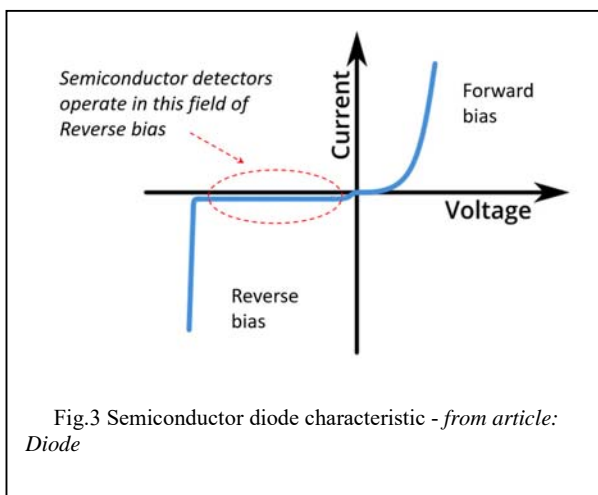 Semiconductor detectors
operate in this field of
Reverse bias
Current
Forward
bias
Voltage
Reverse
bias
Fig.3 Semiconductor diode characteristic - from article:
Diode